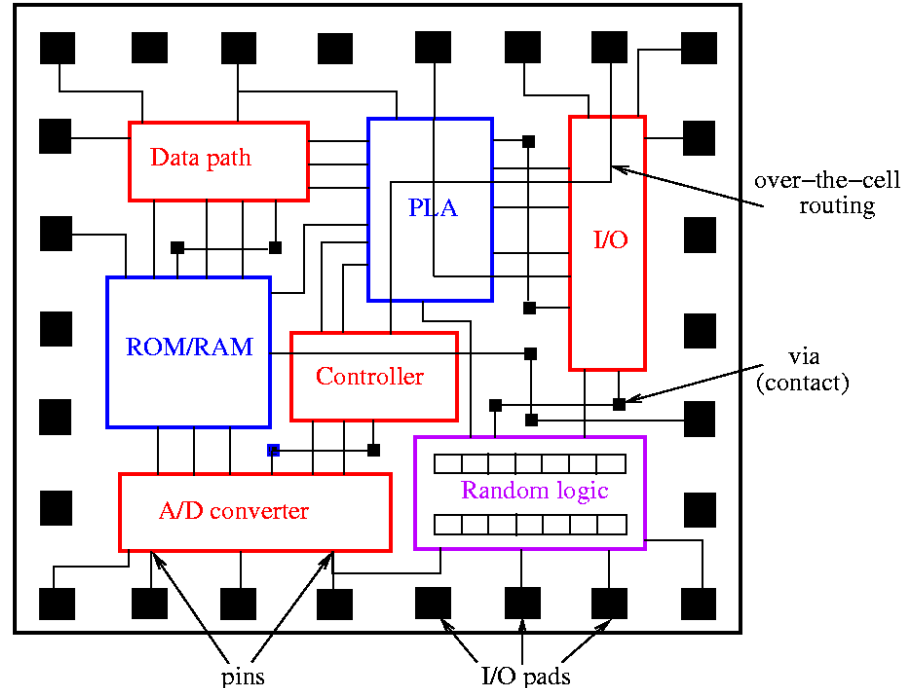 Data path
PLA
I/O
over−the−cell
routing
ROM/RAM
Controller
via
(contact)
A/D converter
Random logic
pins
I/O pads